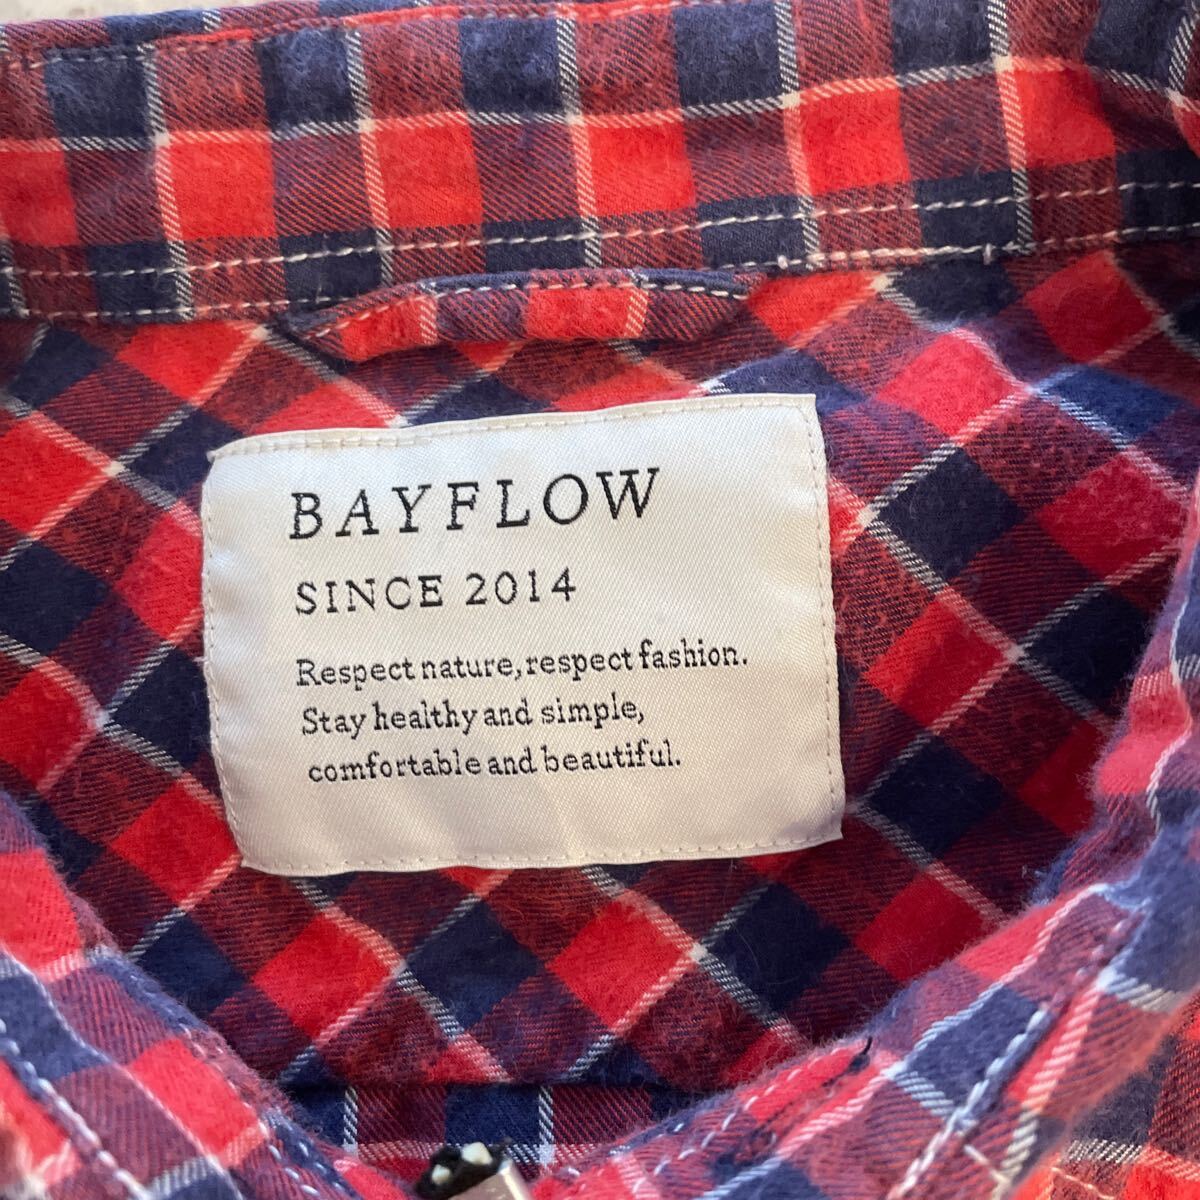 BAYFLOW
SINCE 2014
Respect nature, respect fashion.
Stay healthy and simple,
comfortable and beautiful.